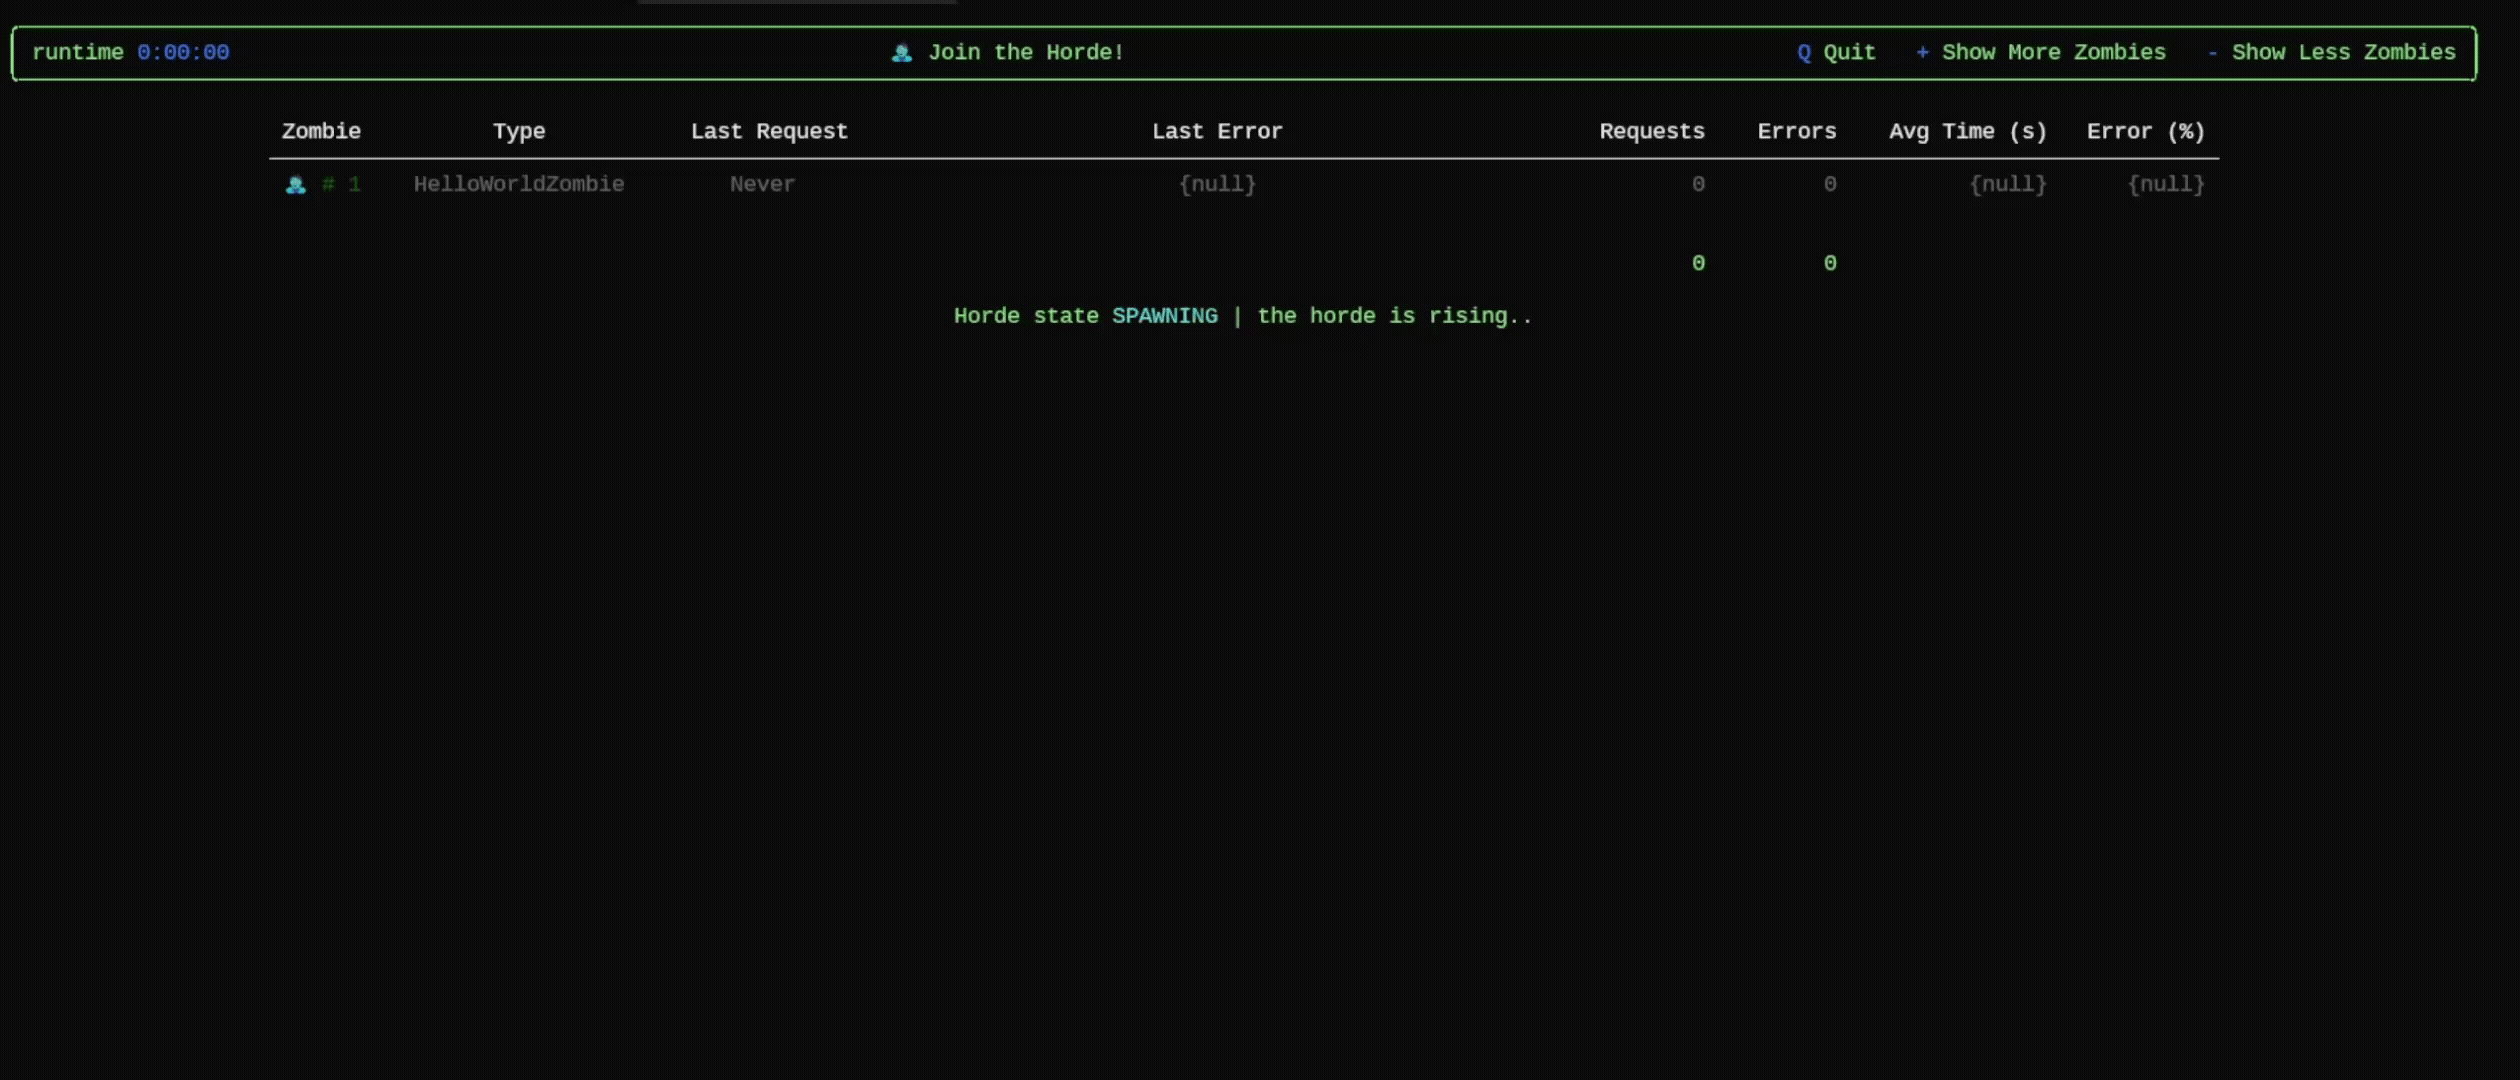 runtime 0:00:00 Join the Horde! Q Quit + Show More Zombies - Show Less Zombies
Zombie Type Last Request Last Error Requests Errors Avg Time (s) Error (%)
# 1 HelloWorldZombie Never {null} 0 0 {null} {null}
0 0
Horde state SPAWNING | the horde is rising..